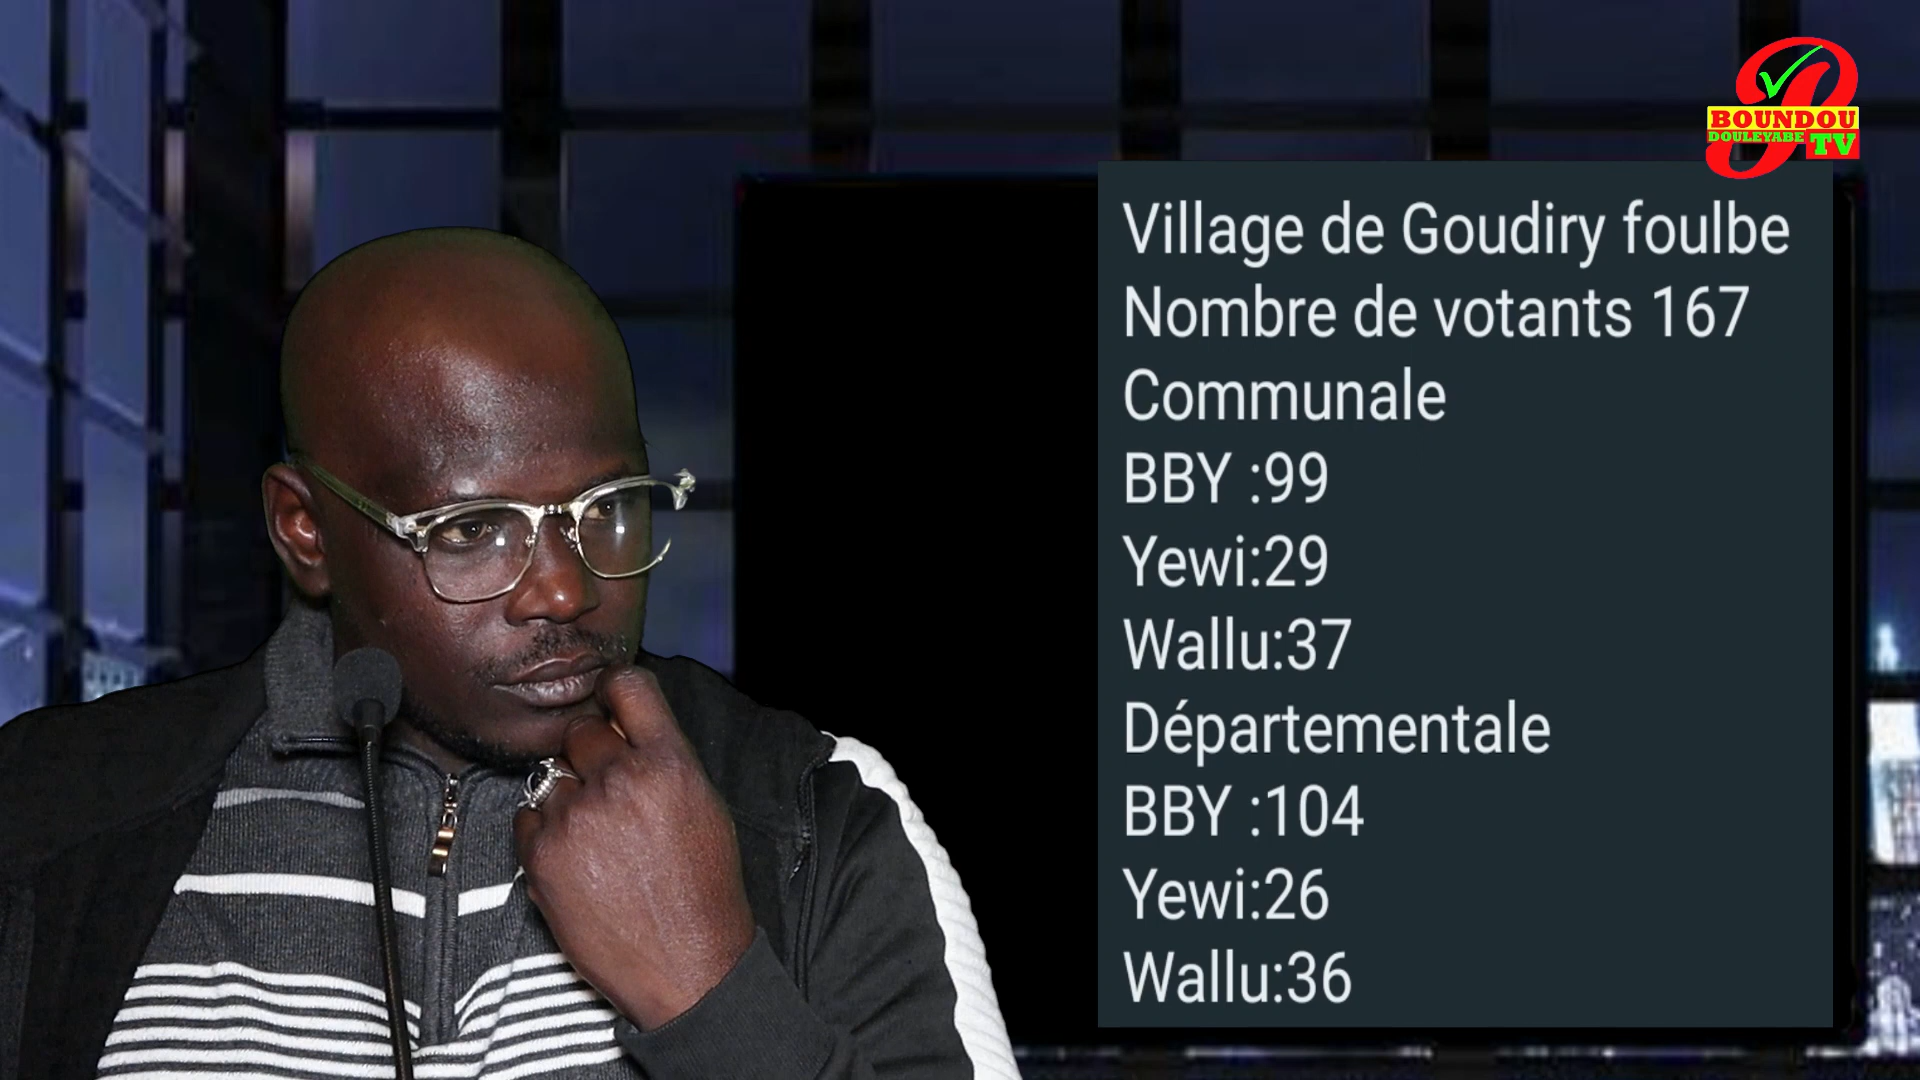 BOUNDOU
DOULEYABE TV
Village de Goudiry foulbe
Nombre de votants 167
Communale
BBY :99
Yewi:29
Wallu:37
Départementale
BBY :104
Yewi:26
Wallu:36